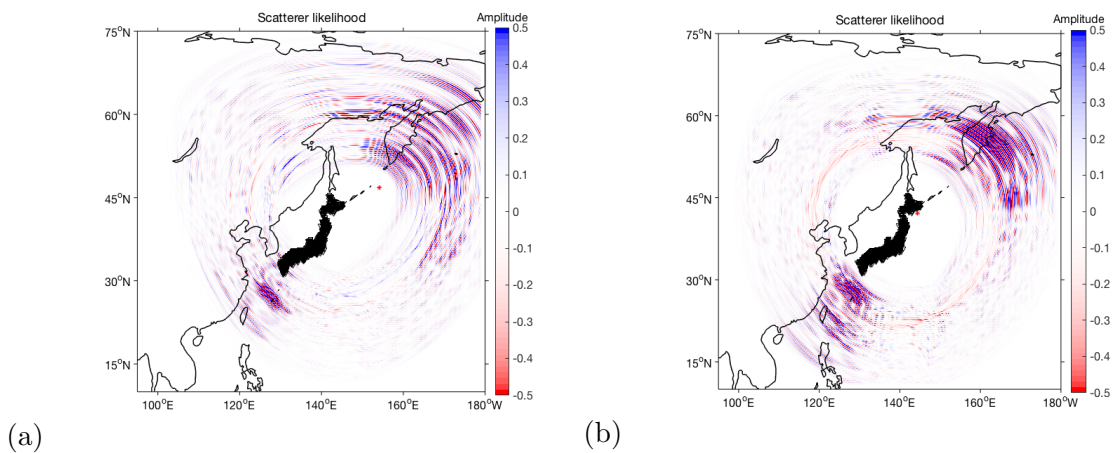 Scatterer likelihood
Amplitude
75°N
60°N
45°N
30°N
15°N
100°E
120°E
140°E
160°E
180°W
0.5
0.4
0.3
0.2
0.1
0
-0.1
-0.2
-0.3
-0.4
-0.5
(a)
Scatterer likelihood
Amplitude
75°N
60°N
45°N
30°N
15°N
100°E
120°E
140°E
160°E
180°W
0.5
0.4
0.3
0.2
0.1
0
-0.1
-0.2
-0.3
-0.4
-0.5
(b)